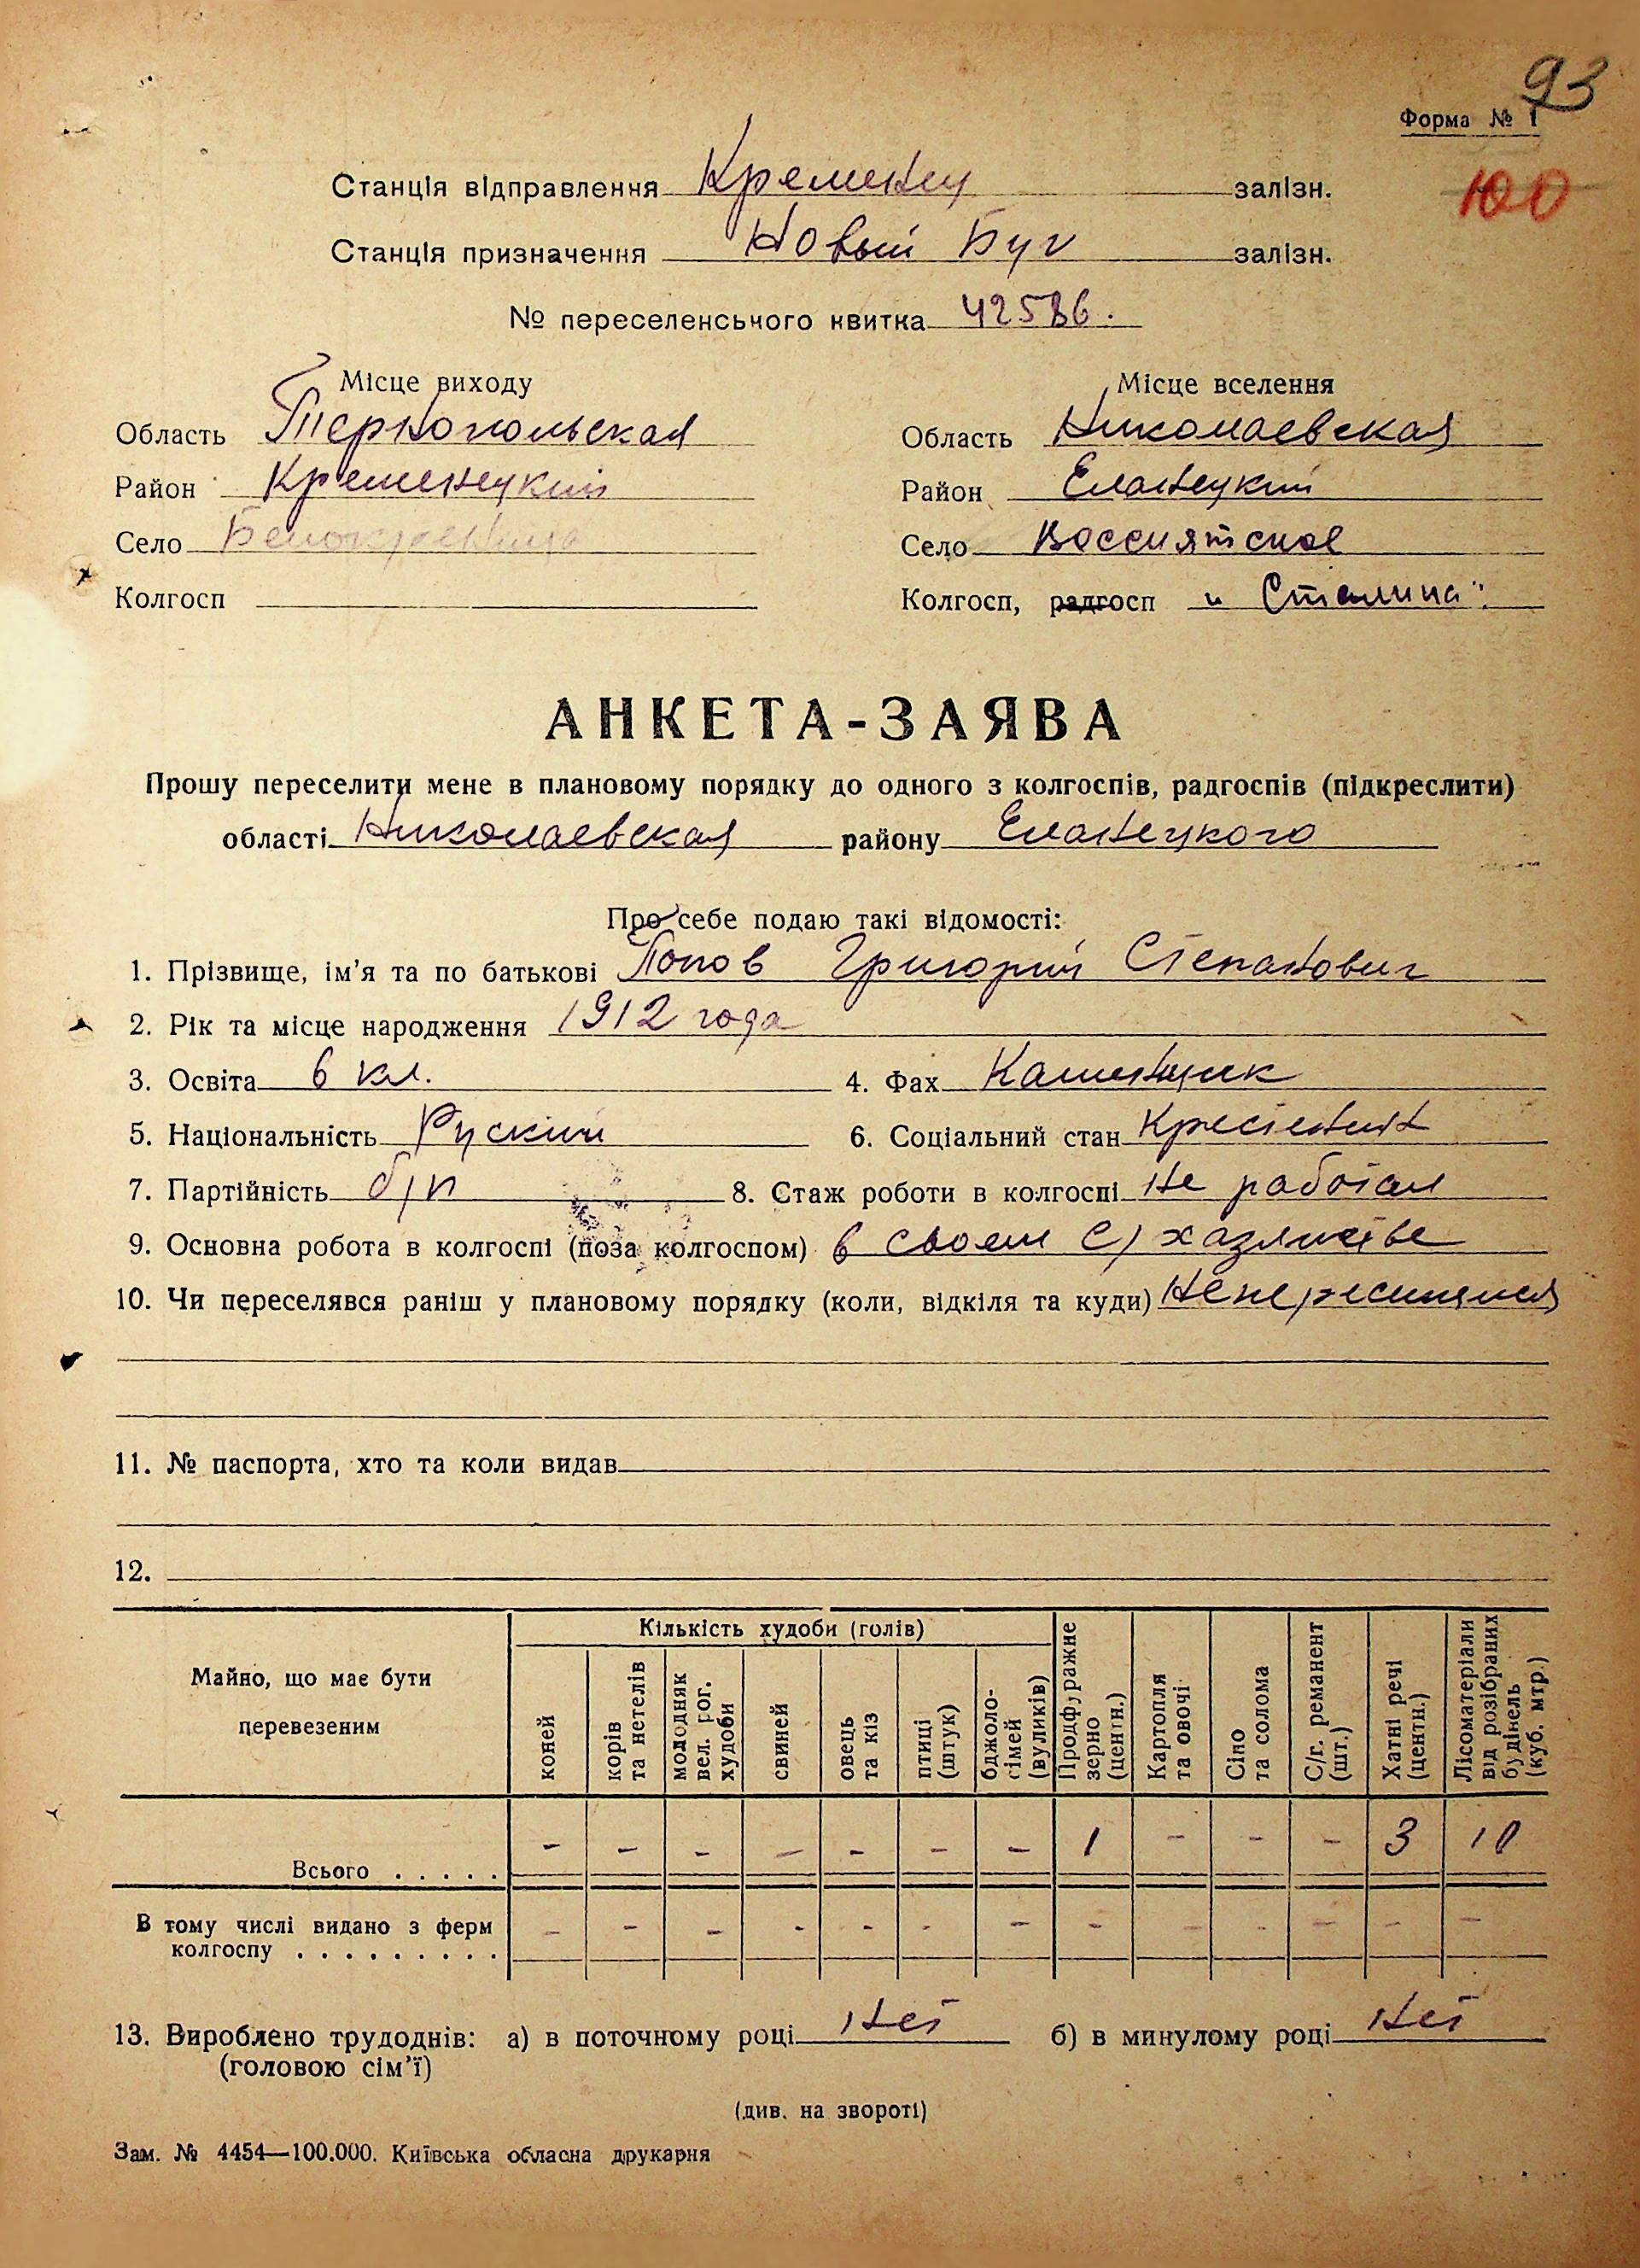 93
Форма № 1
100
Станція відправлення Кременец залізн.
Станція призначення Новый Буг залізн.
№ переселенського квитка 42586.
Місце виходу Місце вселення
Область Тернопольская Область Николаевская
Район Кременецкий Район Еланецкий
Село Белокреница Село Воссиятское
Колгосп Колгосп, радгосп "Сталина"
АНКЕТА-ЗАЯВА
Прошу переселити мене в плановому порядку до одного з колгоспів, радгоспів (підкреслити)
області Николаевская району Еланецкого
Про себе подаю такі відомості:
1. Прізвище, ім'я та по батькові Попов Григорий Степанович
2. Рік та місце народження 1912 года
3. Освіта 6 кл. 4. Фах
5. Національність Руский 6. Соціальний стан
7. Партійність б/п 8. Стаж роботи в колгоспі Не работал
9. Основна робота в колгоспі (поза колгоспом) в своем с/хазяистве
10. Чи переселявся раніш у плановому порядку (коли, відкіля та куди)
11. № паспорта, хто та коли видав
12.
Майно, що має бути перевезеним Кількість худоби (голів)
коней корів та нетелів молодняк вел. рог. худоби свиней овець та кіз птиці (штук) бджоло-сімей (вуликів) Продфуражне зерно (центн.) Картопля та овочі Сіно та солома С/г. реманент (шт.) Хатні речі (центн.) Лісоматеріали від розібраних будінель (куб. мтр.)
Всього . . . . . - - - - - - - 1 - - - 3 10
В тому числі видано з ферм
колгоспу . . . . . . . . . - - - - - - - - - - - - -
13. Вироблено трудоднів: а) в поточному році Нет б) в минулому році Нет
(головою сім'ї)
(див. на звороті)
Зам. № 4454—100.000. Київська обласна друкарня